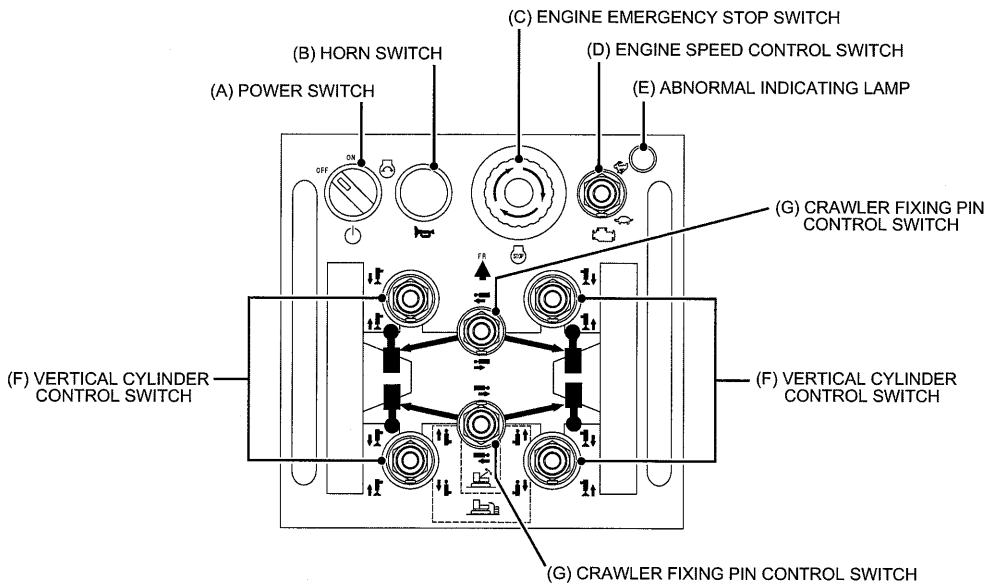 (C) ENGINE EMERGENCY STOP SWITCH
(B) HORN SWITCH
(D) ENGINE SPEED CONTROL SWITCH
(A) POWER SWITCH
(E) ABNORMAL INDICATING LAMP
ON
OFF
(G) CRAWLER FIXING PIN
CONTROL SWITCH
STOP
FR
(F) VERTICAL CYLINDER
CONTROL SWITCH
(F) VERTICAL CYLINDER
CONTROL SWITCH
(G) CRAWLER FIXING PIN CONTROL SWITCH